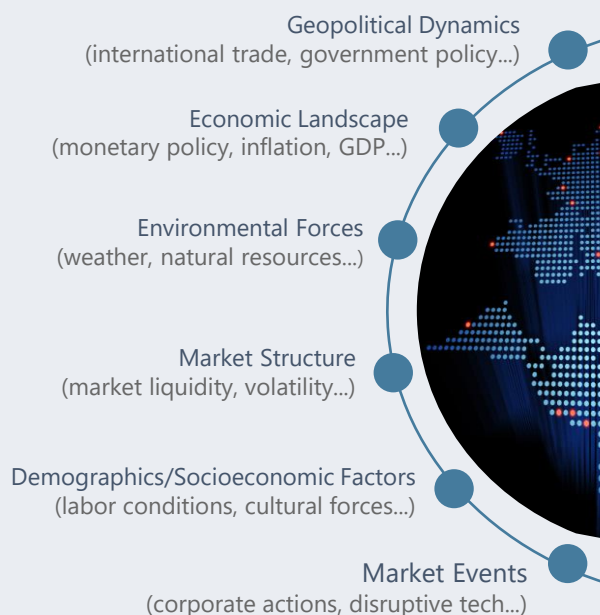 Geopolitical Dynamics
(international trade, government policy...)
Economic Landscape
(monetary policy, inflation, GDP...)
Environmental Forces
(weather, natural resources...)
Market Structure
(market liquidity, volatility...)
Demographics/Socioeconomic Factors
(labor conditions, cultural forces...)
Market Events
(corporate actions, disruptive tech...)